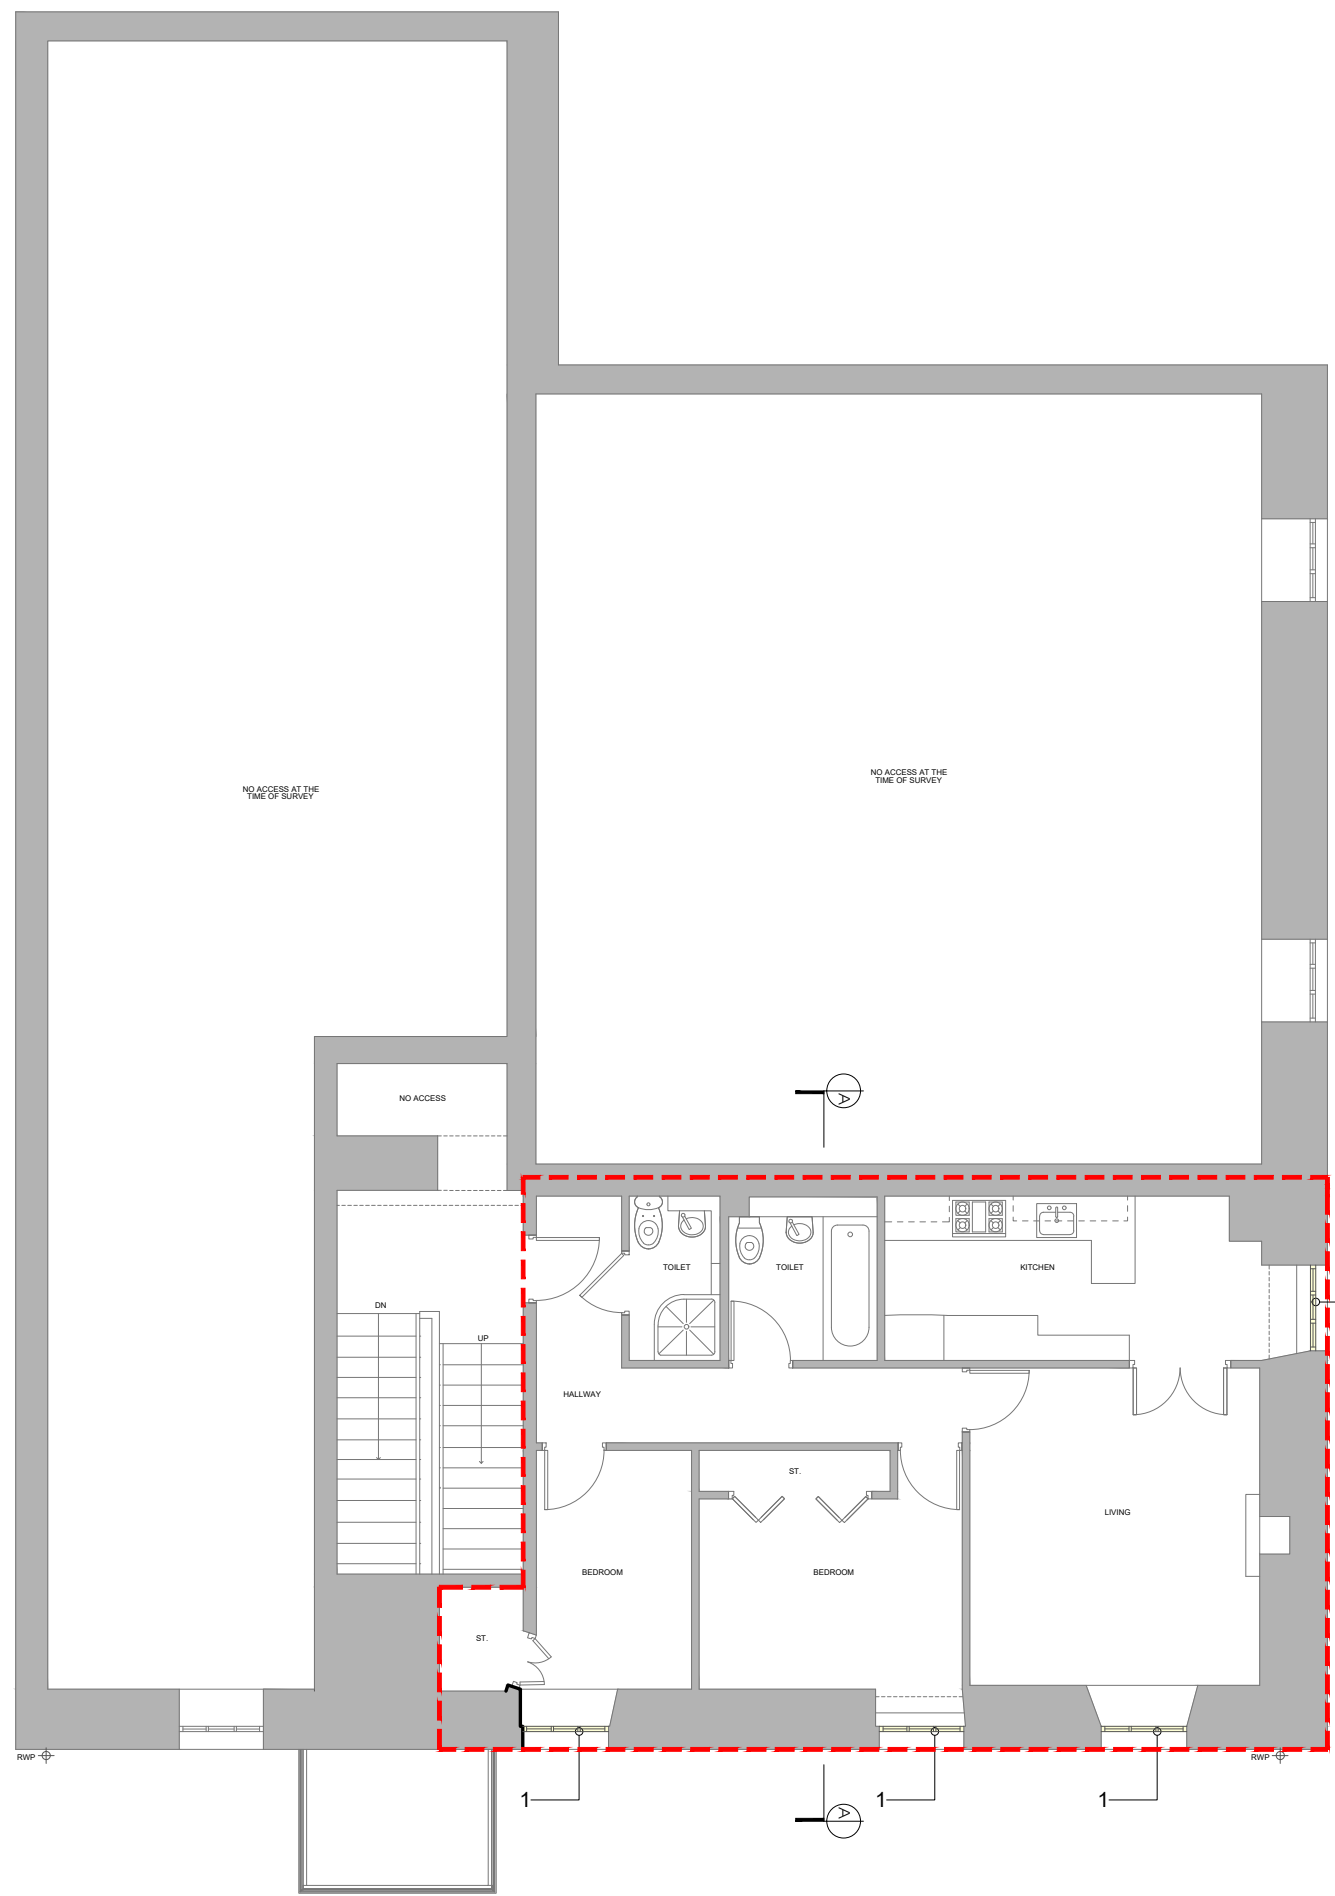 NO ACCESS AT THE
TIME OF SURVEY
NO ACCESS AT THE
TIME OF SURVEY
A
NO ACCESS
TOILET
TOILET
KITCHEN
DN
UP
HALLWAY
ST.
LIVING
BEDROOM
BEDROOM
ST.
RWP
RWP
1
1
1
A